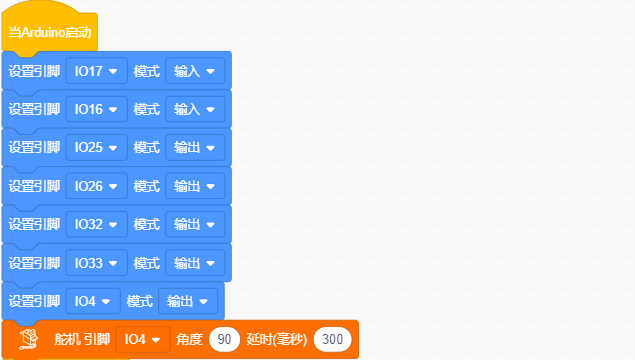 当Arduino启动
设置引脚 IO17 模式 输入
设置引脚 IO16 模式 输入
设置引脚 IO25 模式 输出
设置引脚 IO26 模式 输出
设置引脚 IO32 模式 输出
设置引脚 IO33 模式 输出
设置引脚 IO4 模式 输出
舵机 引脚 IO4 角度 90 延时(毫秒) 300